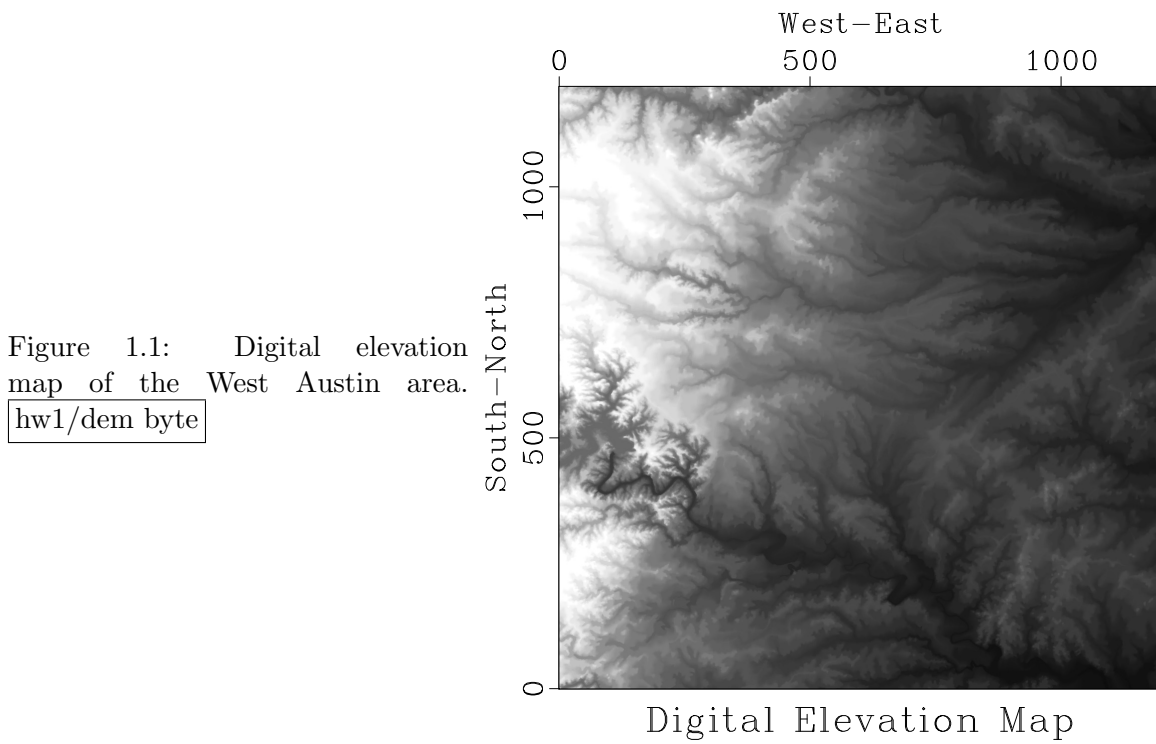 West–East
0 500 1000
1000
South–North
500
0
Figure 1.1: Digital elevation
map of the West Austin area.
hw1/dem byte
Digital Elevation Map